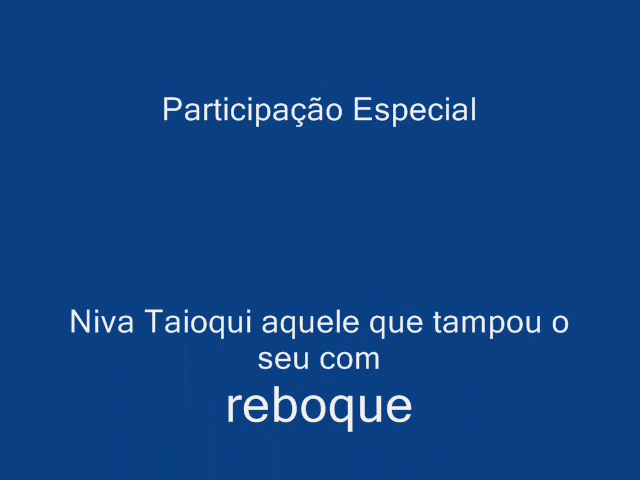 Participação Especial
Niva Taioqui aquele que tampou o
seu com
reboque